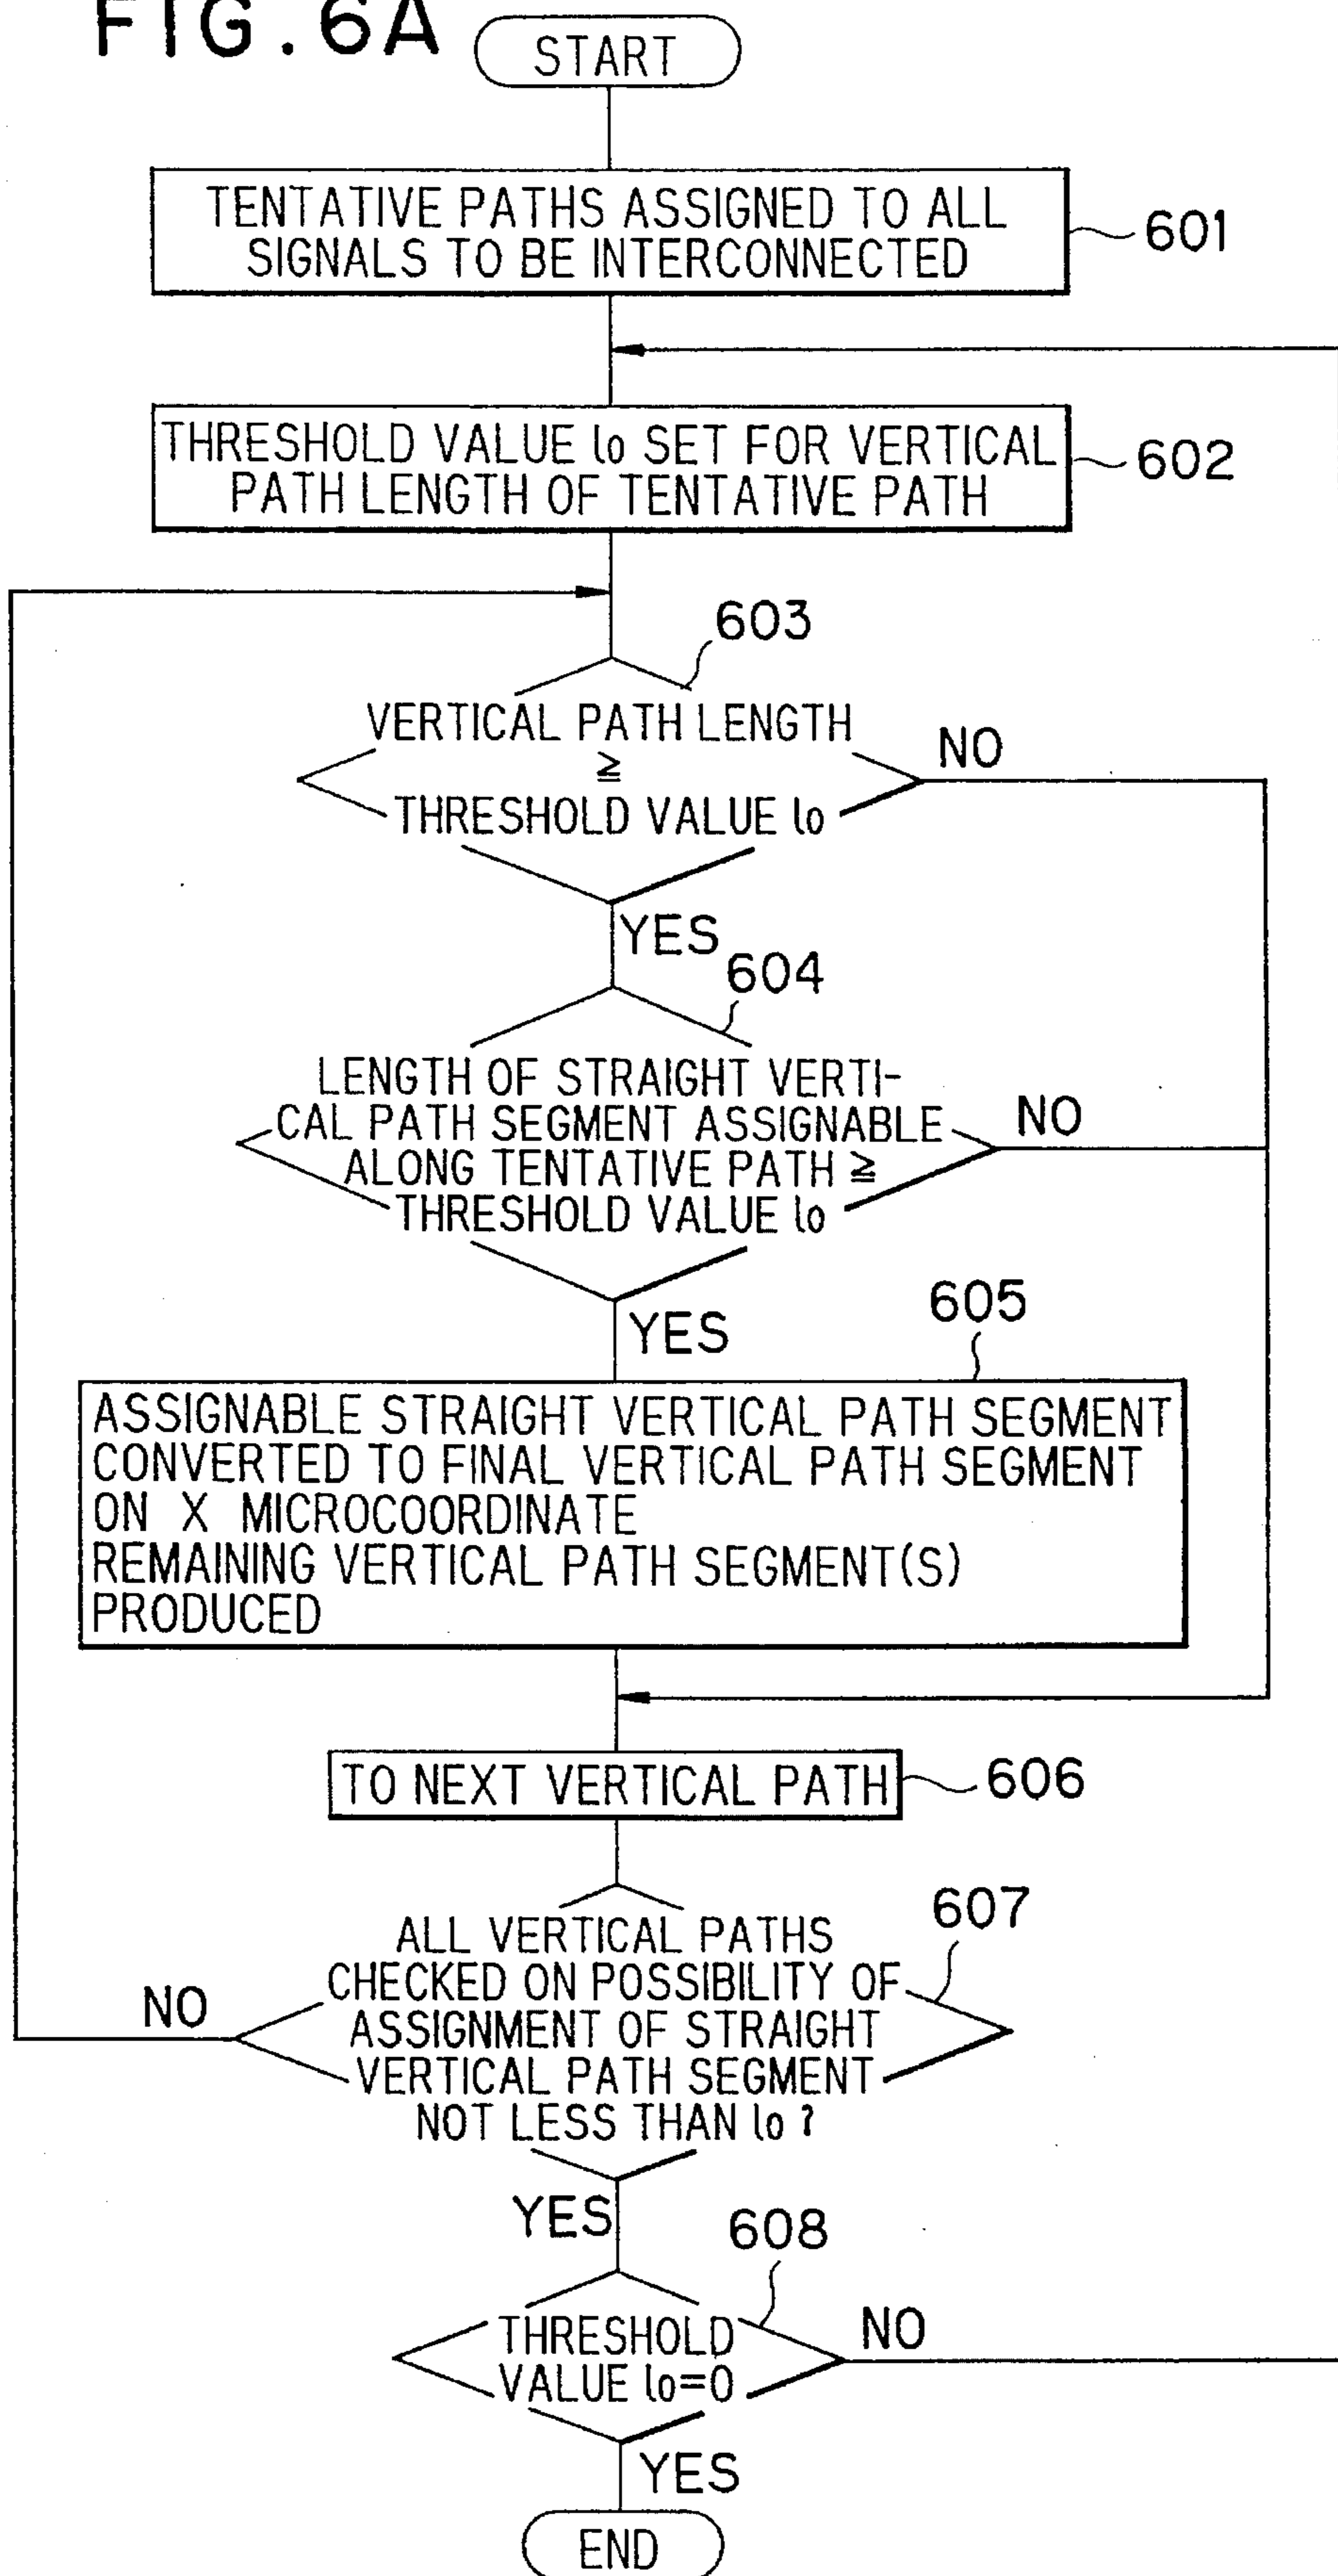 FIG.6A
START
TENTATIVE PATHS ASSIGNED TO ALL
SIGNALS TO BE INTERCONNECTED
601
THRESHOLD VALUE lo SET FOR VERTICAL
PATH LENGTH OF TENTATIVE PATH
602
603
VERTICAL PATH LENGTH
≧
THRESHOLD VALUE lo
NO
YES
604
LENGTH OF STRAIGHT VERTI-
CAL PATH SEGMENT ASSIGNABLE
ALONG TENTATIVE PATH ≧
THRESHOLD VALUE lo
NO
YES
605
ASSIGNABLE STRAIGHT VERTICAL PATH SEGMENT
CONVERTED TO FINAL VERTICAL PATH SEGMENT
ON X MICROCOORDINATE
REMAINING VERTICAL PATH SEGMENT(S)
PRODUCED
TO NEXT VERTICAL PATH
606
607
ALL VERTICAL PATHS
CHECKED ON POSSIBILITY OF
ASSIGNMENT OF STRAIGHT
VERTICAL PATH SEGMENT
NOT LESS THAN lo ?
NO
YES
608
THRESHOLD
VALUE lo=0
NO
YES
END